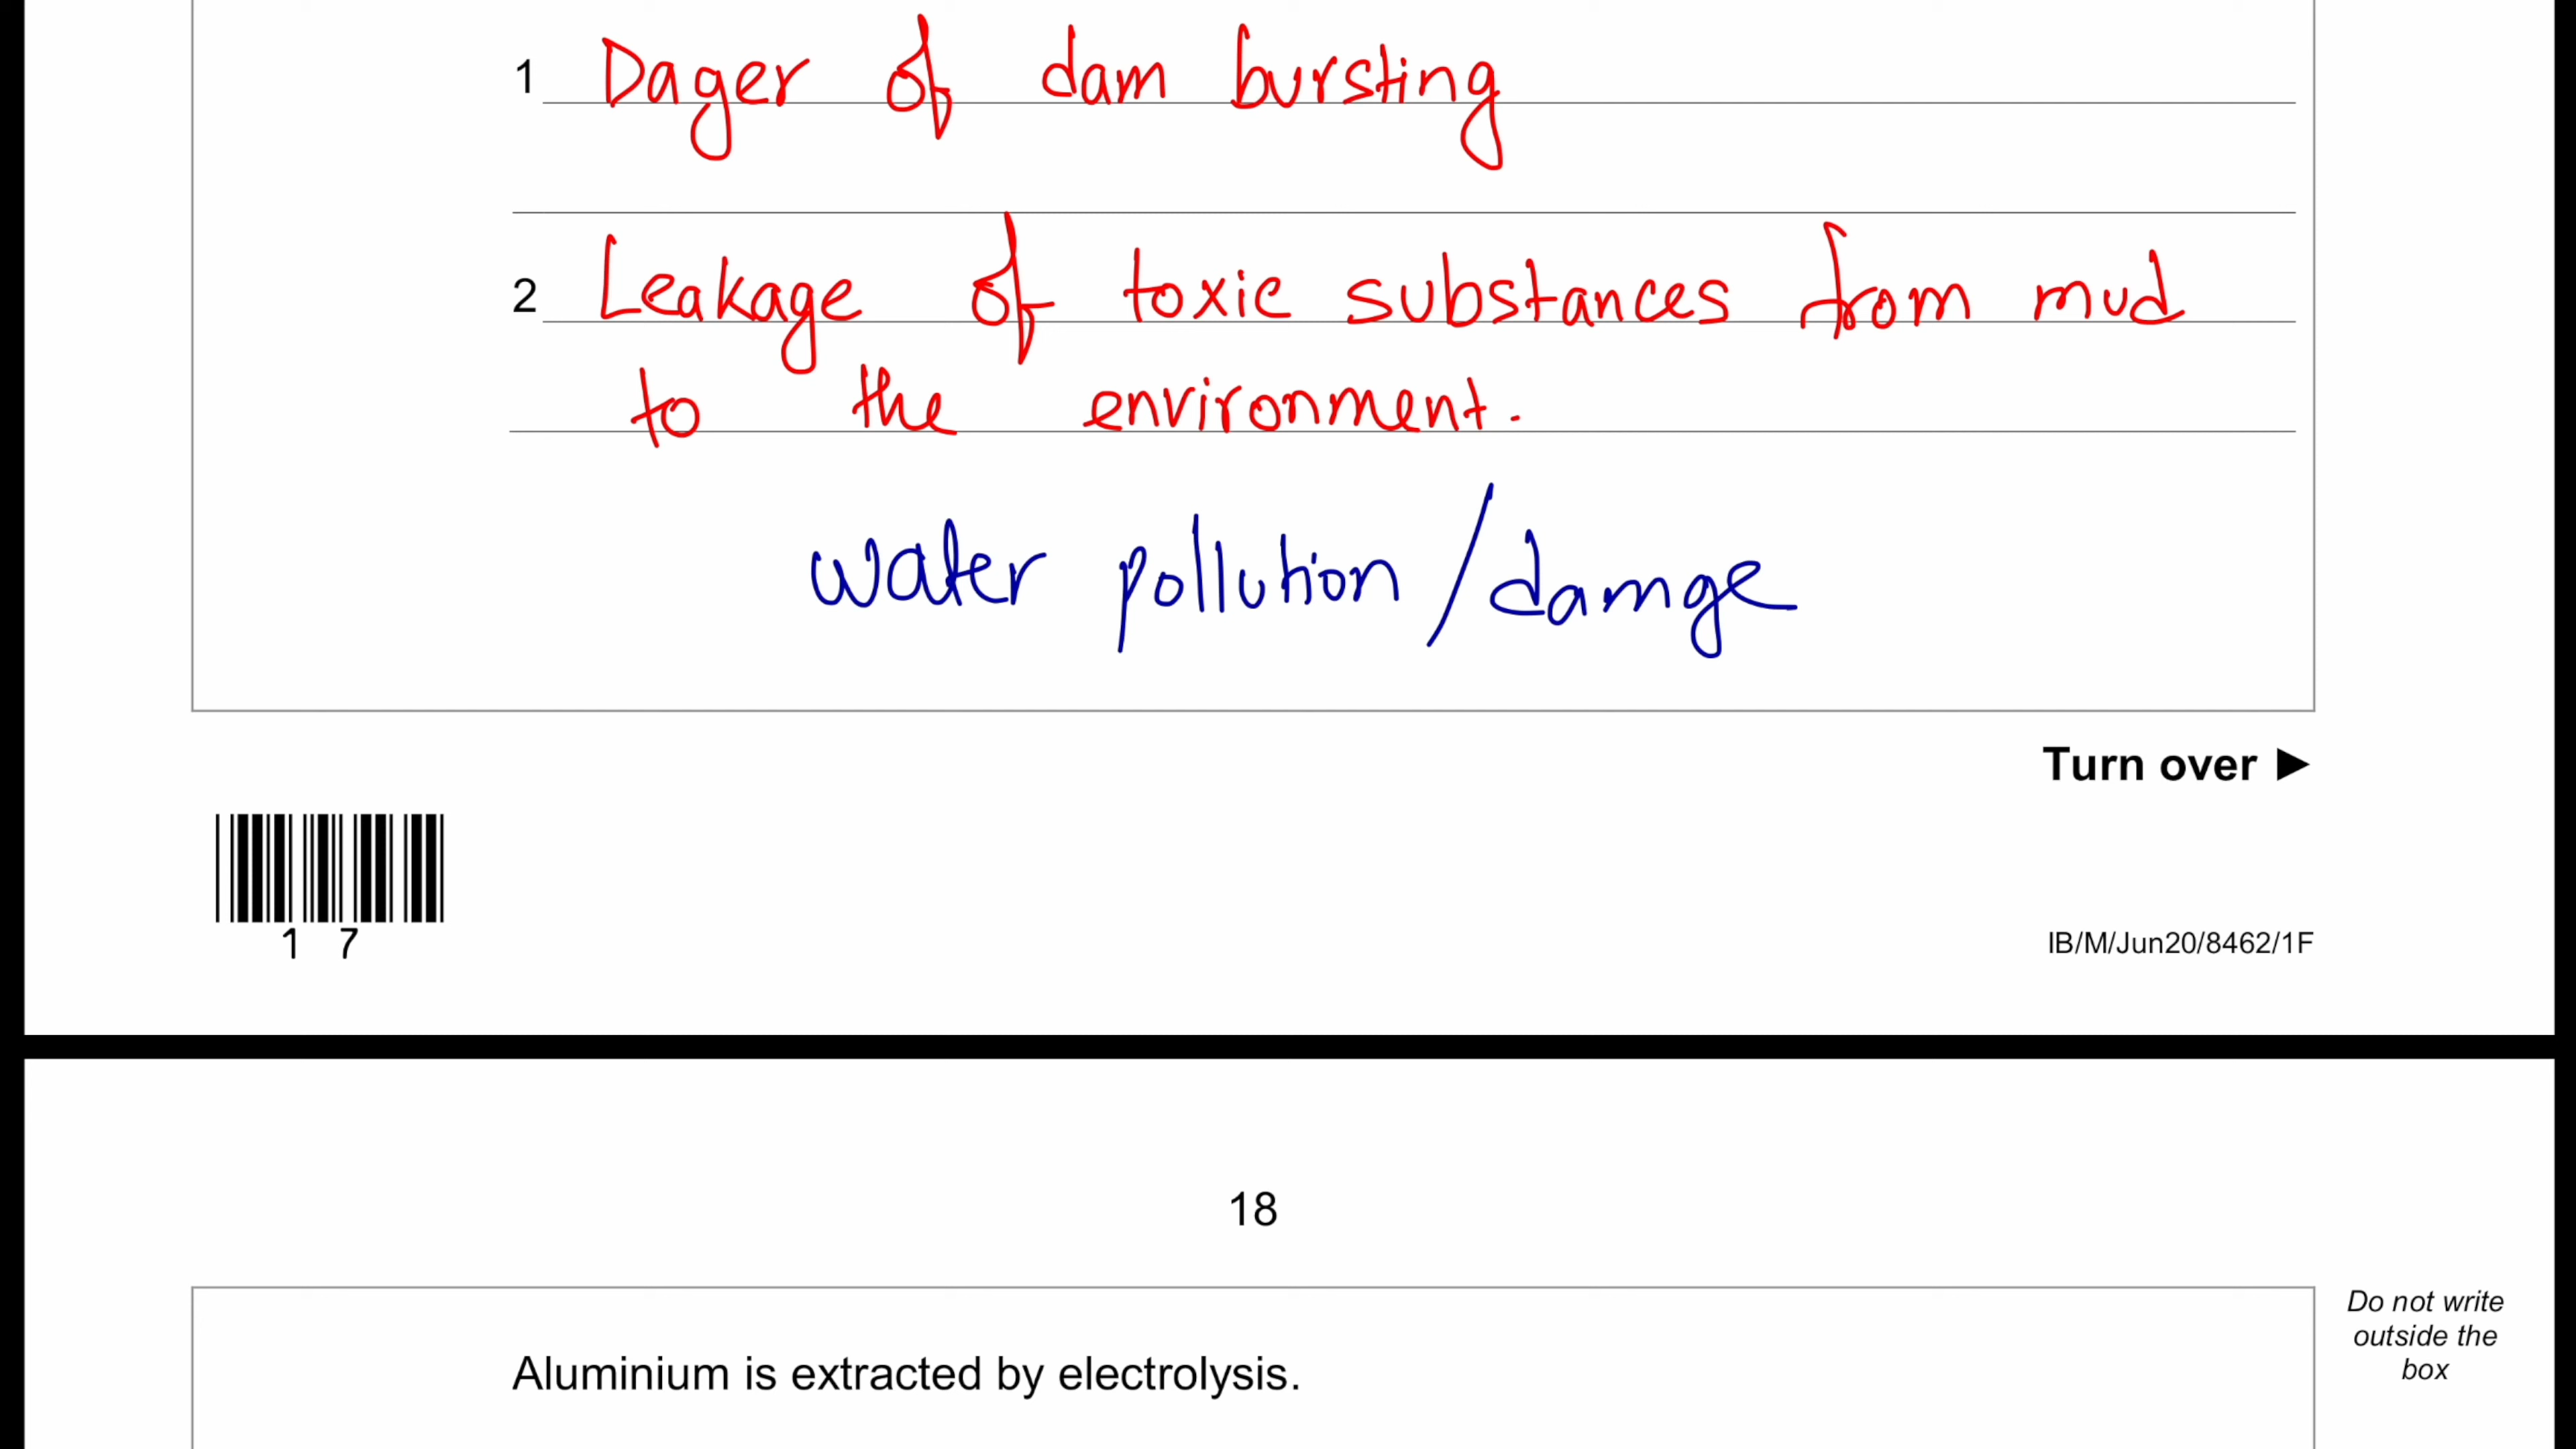 1 Dager of dam bursting
2 Leakage of toxic substances from mud
to the environment.
water pollution/damge
Turn over ►
1 7
IB/M/Jun20/8462/1F
18
Do not write
outside the
box
Aluminium is extracted by electrolysis.